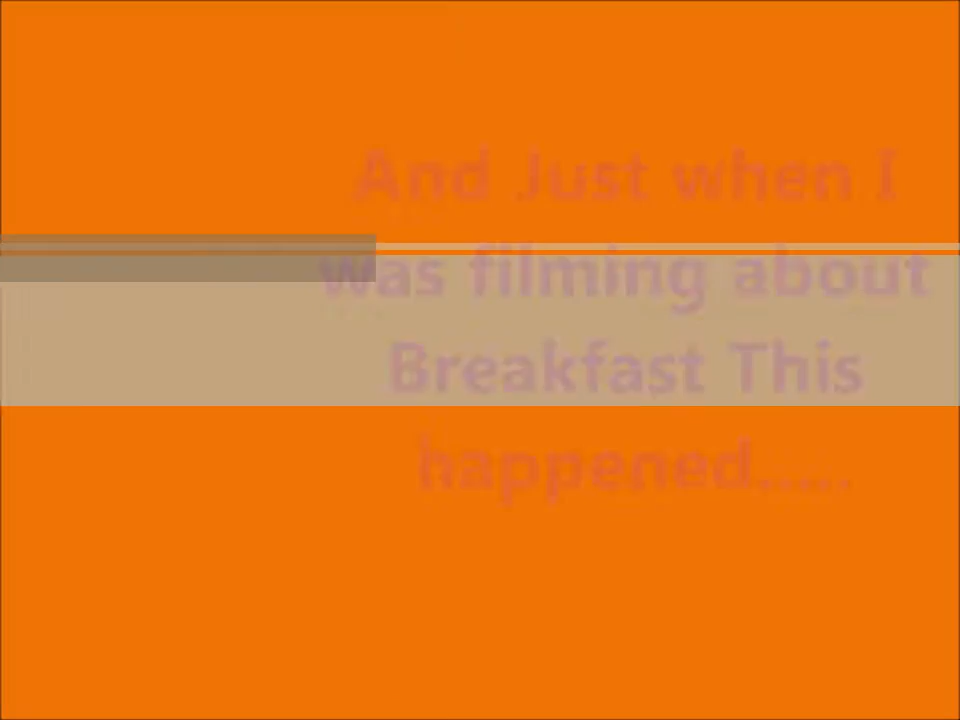 And Just when I
was filming about
Breakfast This
happened.....